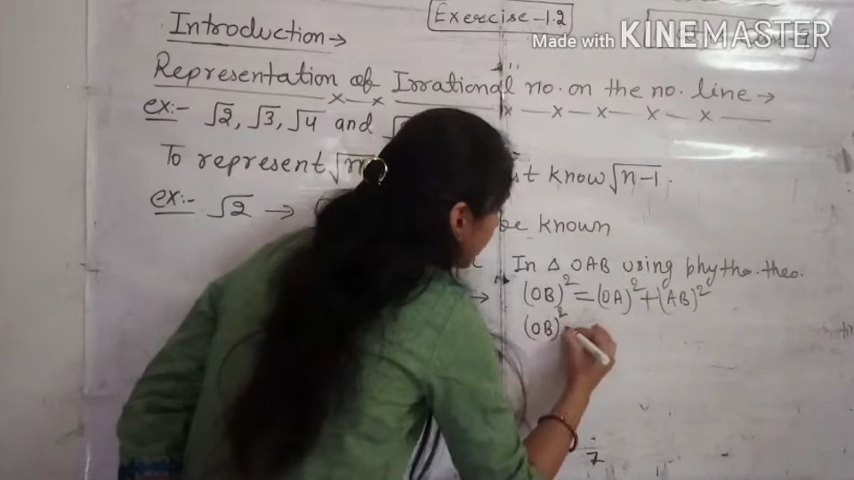 Exercise-1.2
Made with KINEMASTER
Introduction→
Representation of Irrational no. on the no. line→
x — x — x — x — x — x
ex:- √2, √3, √4 and
To represent √n know √n-1.
ex:- √2 → be known
In △ OAB using phytho. theo.
→ (OB)² = (OA)² + (AB)²
(OB)²
7